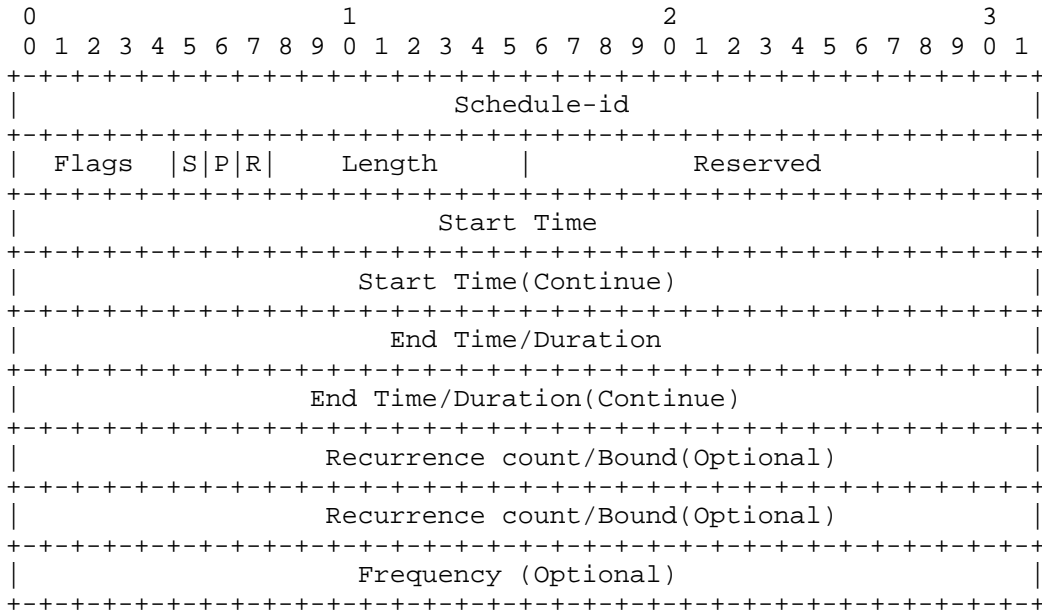 0                   1                   2                   3
 0 1 2 3 4 5 6 7 8 9 0 1 2 3 4 5 6 7 8 9 0 1 2 3 4 5 6 7 8 9 0 1
+-+-+-+-+-+-+-+-+-+-+-+-+-+-+-+-+-+-+-+-+-+-+-+-+-+-+-+-+-+-+-+-+
|                           Schedule-id                         |
+-+-+-+-+-+-+-+-+-+-+-+-+-+-+-+-+-+-+-+-+-+-+-+-+-+-+-+-+-+-+-+-+
|  Flags  |S|P|R|    Length     |          Reserved             |
+-+-+-+-+-+-+-+-+-+-+-+-+-+-+-+-+-+-+-+-+-+-+-+-+-+-+-+-+-+-+-+-+
|                          Start Time                           |
+-+-+-+-+-+-+-+-+-+-+-+-+-+-+-+-+-+-+-+-+-+-+-+-+-+-+-+-+-+-+-+-+
|                     Start Time(Continue)                      |
+-+-+-+-+-+-+-+-+-+-+-+-+-+-+-+-+-+-+-+-+-+-+-+-+-+-+-+-+-+-+-+-+
|                       End Time/Duration                       |
+-+-+-+-+-+-+-+-+-+-+-+-+-+-+-+-+-+-+-+-+-+-+-+-+-+-+-+-+-+-+-+-+
|                  End Time/Duration(Continue)                  |
+-+-+-+-+-+-+-+-+-+-+-+-+-+-+-+-+-+-+-+-+-+-+-+-+-+-+-+-+-+-+-+-+
|                   Recurrence count/Bound(Optional)            |
+-+-+-+-+-+-+-+-+-+-+-+-+-+-+-+-+-+-+-+-+-+-+-+-+-+-+-+-+-+-+-+-+
|                   Recurrence count/Bound(Optional)            |
+-+-+-+-+-+-+-+-+-+-+-+-+-+-+-+-+-+-+-+-+-+-+-+-+-+-+-+-+-+-+-+-+
|                     Frequency (Optional)                      |
+-+-+-+-+-+-+-+-+-+-+-+-+-+-+-+-+-+-+-+-+-+-+-+-+-+-+-+-+-+-+-+-+